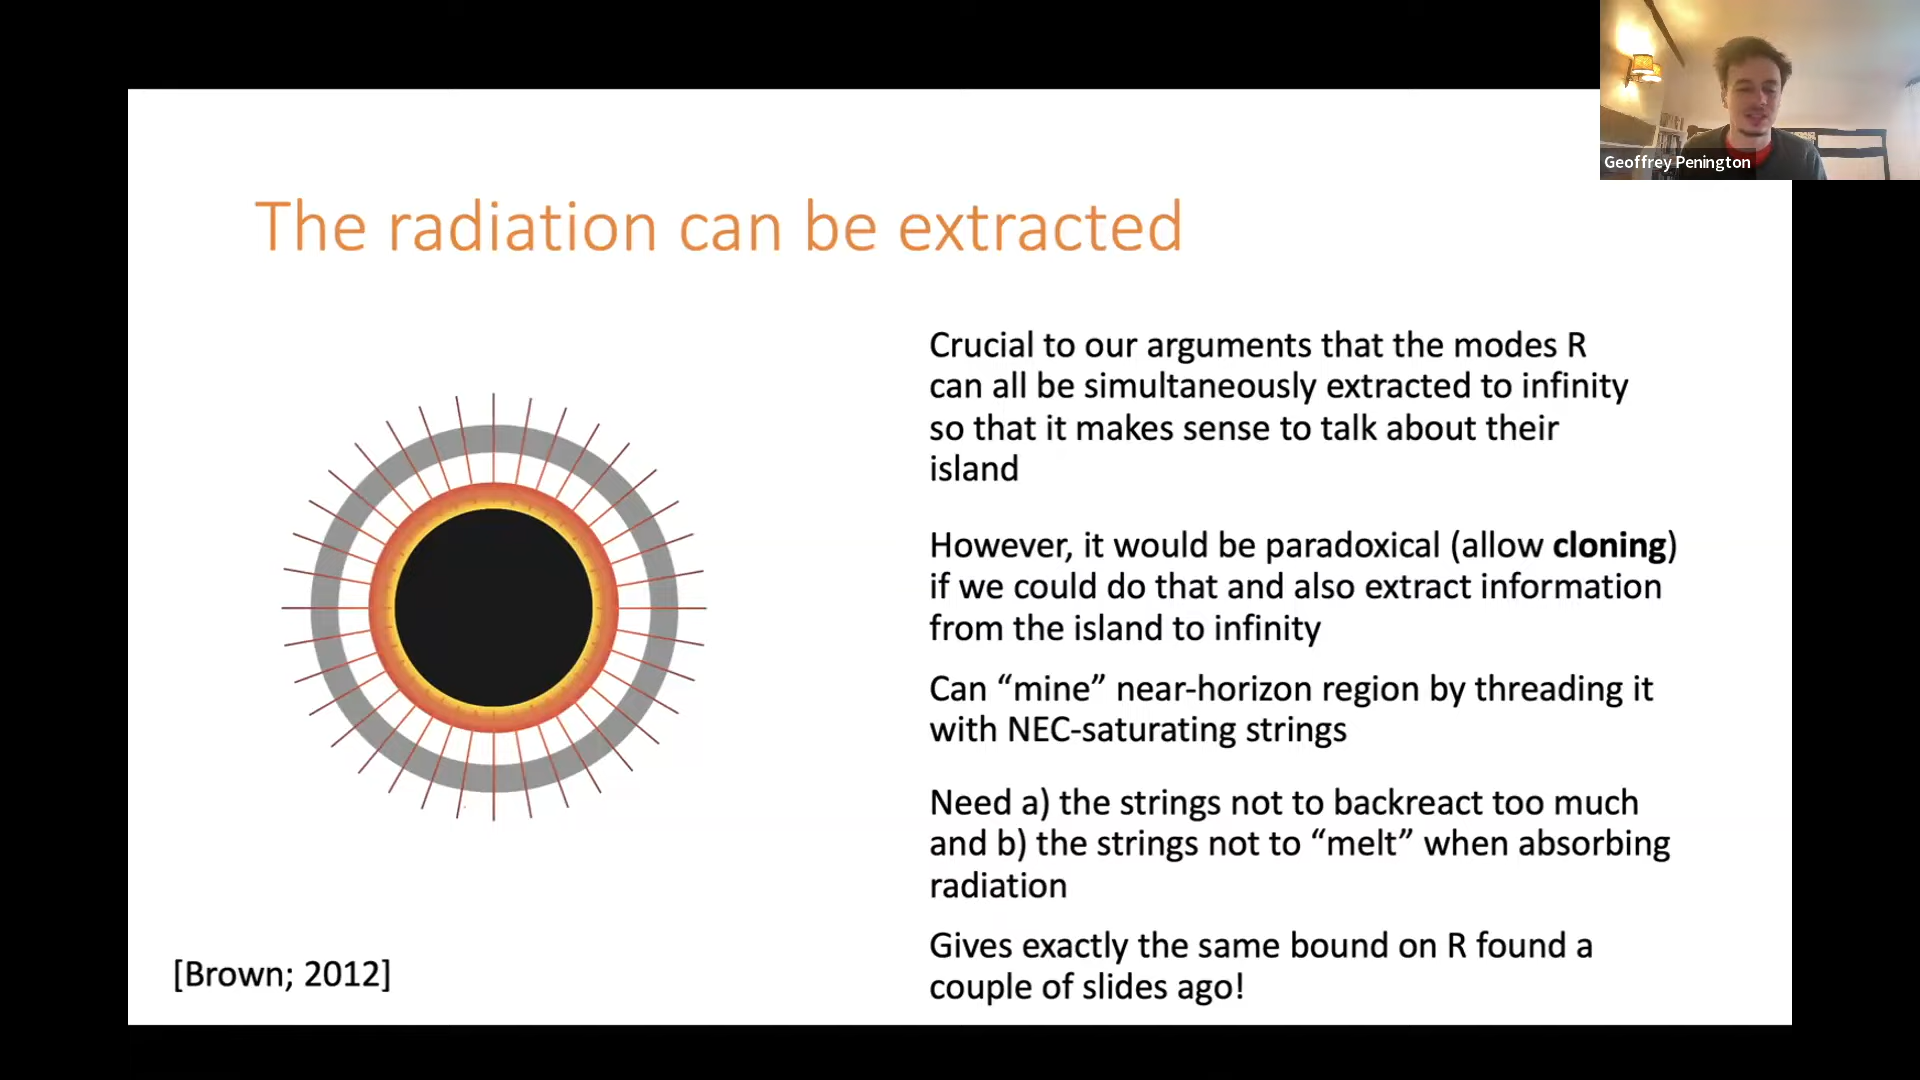 Geoffrey Penington
The radiation can be extracted
Crucial to our arguments that the modes R
can all be simultaneously extracted to infinity
so that it makes sense to talk about their
island
However, it would be paradoxical (allow cloning)
if we could do that and also extract information
from the island to infinity
Can “mine” near-horizon region by threading it
with NEC-saturating strings
Need a) the strings not to backreact too much
and b) the strings not to “melt” when absorbing
radiation
Gives exactly the same bound on R found a
couple of slides ago!
[Brown; 2012]